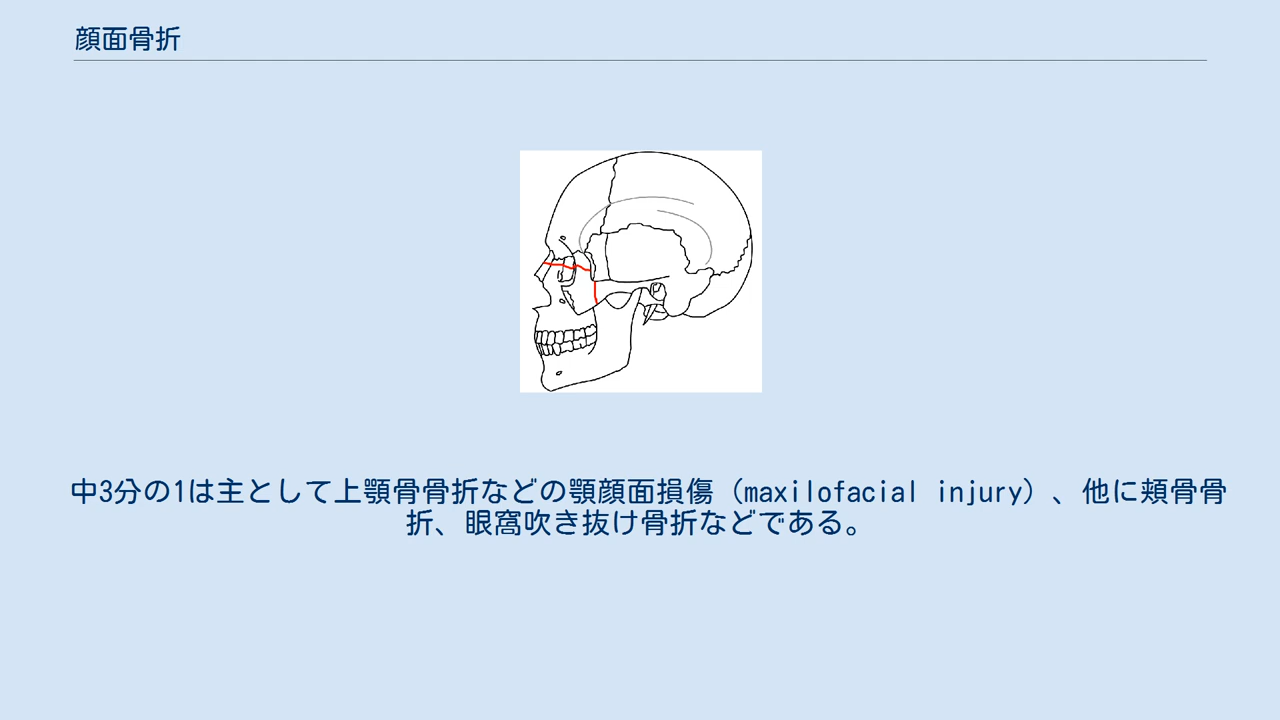 顔面骨折
中3分の1は主として上顎骨骨折などの顎顔面損傷（maxilofacial injury）、他に頬骨骨
折、眼窩吹き抜け骨折などである。